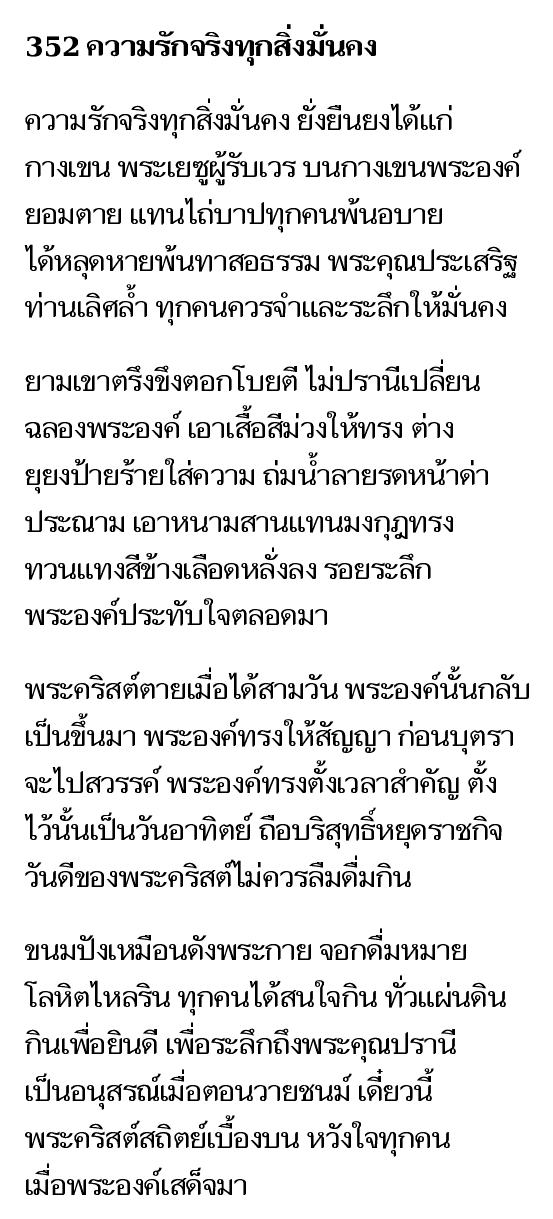 352 ความรักจริงทุกสิ่งมั่นคง
ความรักจริงทุกสิ่งมั่นคง ยั่งยืนยงได้แก่
กางเขน พระเยซูผู้รับเวร บนกางเขนพระองค์
ยอมตาย แทนไถ่บาปทุกคนพ้นอบาย
ได้หลุดหายพ้นทาสอธรรม พระคุณประเสริฐ
ท่านเลิศล้ำ ทุกคนควรจำและระลึกให้มั่นคง
ยามเขาตรึงขึงตอกโบยตี ไม่ปรานีเปลี่ยน
ฉลองพระองค์ เอาเสื้อสีม่วงให้ทรง ต่าง
ยุยงป้ายร้ายใส่ความ ถ่มน้ำลายรดหน้าด่า
ประณาม เอาหนามสานแทนมงกุฎทรง
ทวนแทงสีข้างเลือดหลั่งลง รอยระลึก
พระองค์ประทับใจตลอดมา
พระคริสต์ตายเมื่อได้สามวัน พระองค์นั้นกลับ
เป็นขึ้นมา พระองค์ทรงให้สัญญา ก่อนบุตรา
จะไปสวรรค์ พระองค์ทรงตั้งเวลาสำคัญ ตั้ง
ไว้นั้นเป็นวันอาทิตย์ ถือบริสุทธิ์หยุดราชกิจ
วันดีของพระคริสต์ไม่ควรลืมดื่มกิน
ขนมปังเหมือนดังพระกาย จอกดื่มหมาย
โลหิตไหลริน ทุกคนได้สนใจกิน ทั่วแผ่นดิน
กินเพื่อยินดี เพื่อระลึกถึงพระคุณปรานี
เป็นอนุสรณ์เมื่อตอนวายชนม์ เดี๋ยวนี้
พระคริสต์สถิตย์เบื้องบน หวังใจทุกคน
เมื่อพระองค์เสด็จมา